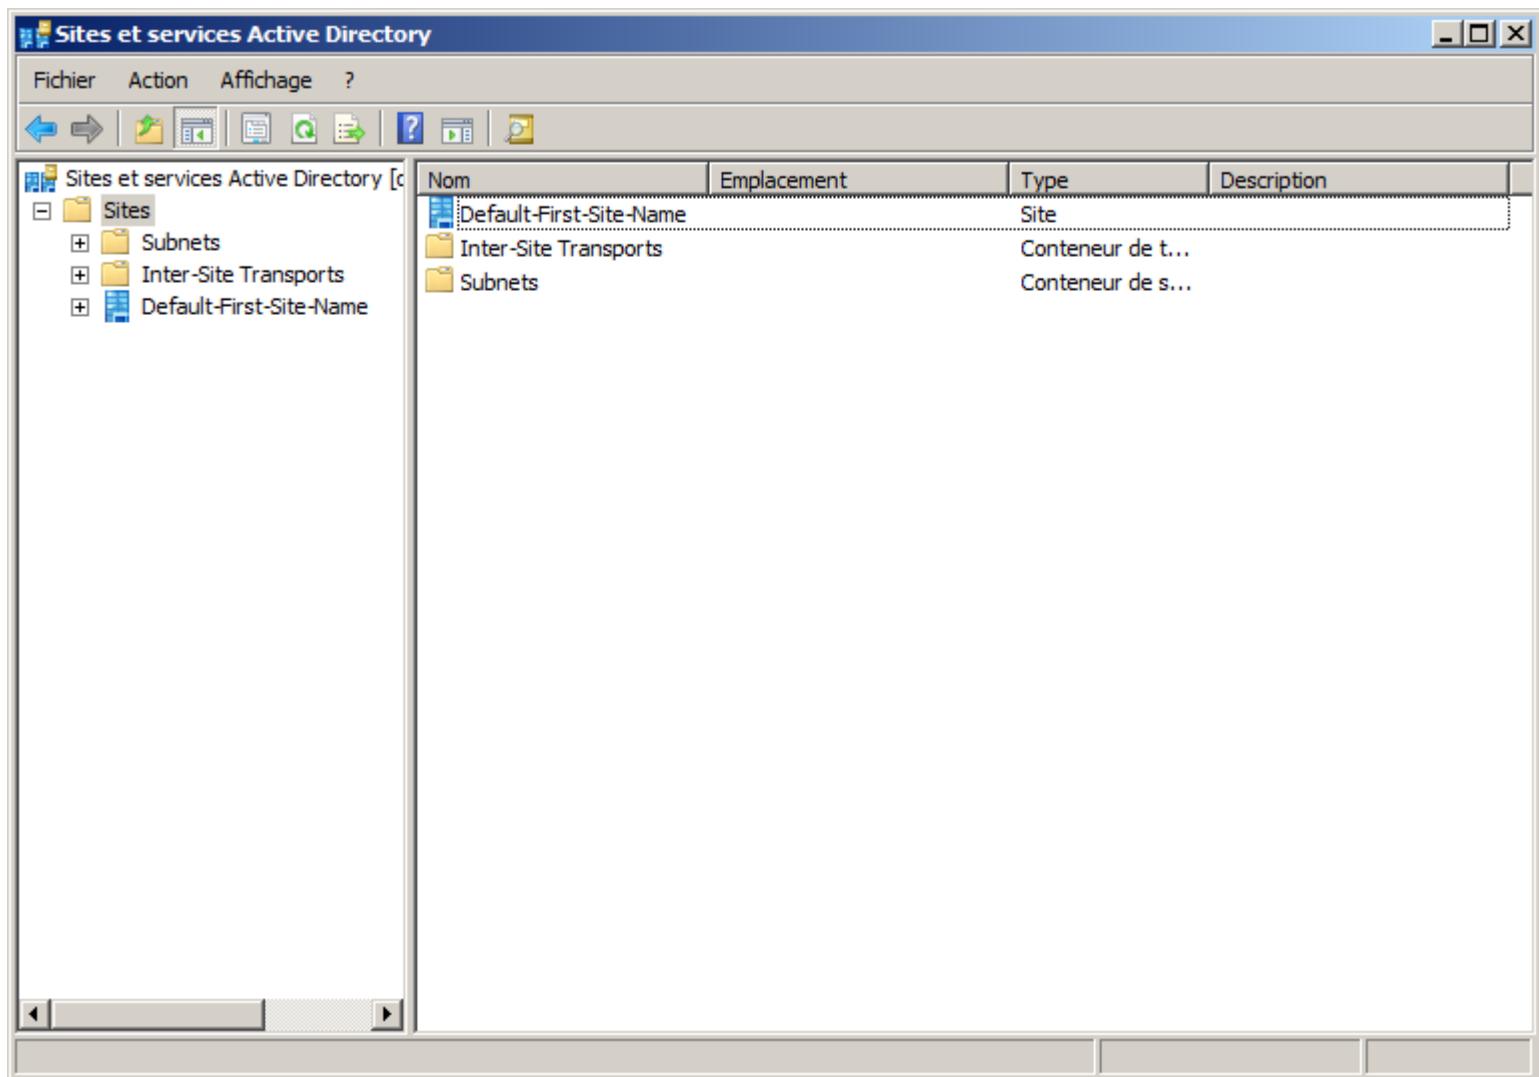 Sites et services Active Directory
Fichier Action Affichage ?
Sites et services Active Directory [
Sites
Subnets
Inter-Site Transports
Default-First-Site-Name
Nom Emplacement Type Description
Default-First-Site-Name Site
Inter-Site Transports Conteneur de t...
Subnets Conteneur de s...